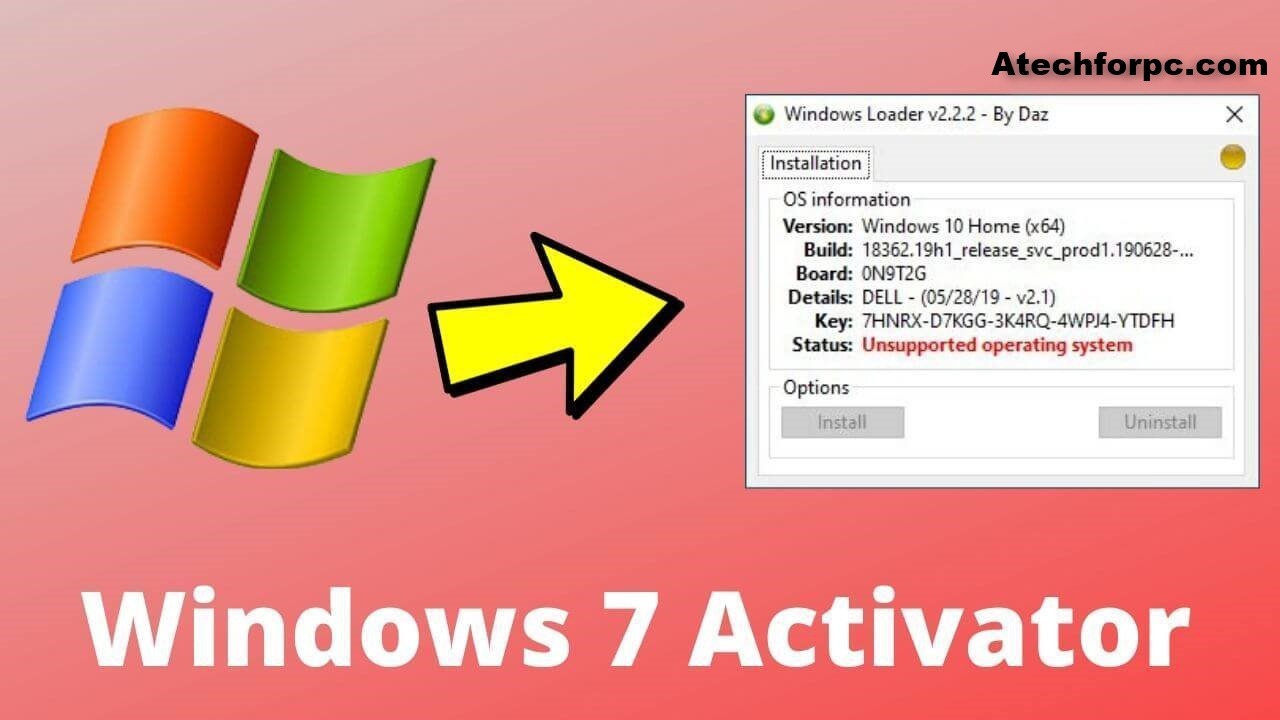 Atechforpc.com
Windows Loader v2.2.2 - By Daz
Installation
OS information
Version: Windows 10 Home (x64)
Build: 18362.19h1_release_svc_prod1.190628-...
Board: 0N9T2G
Details: DELL - (05/28/19 - v2.1)
Key: 7HNRX-D7KGG-3K4RQ-4WPJ4-YTDFH
Status: Unsupported operating system
Options
Install Uninstall
Windows 7 Activator